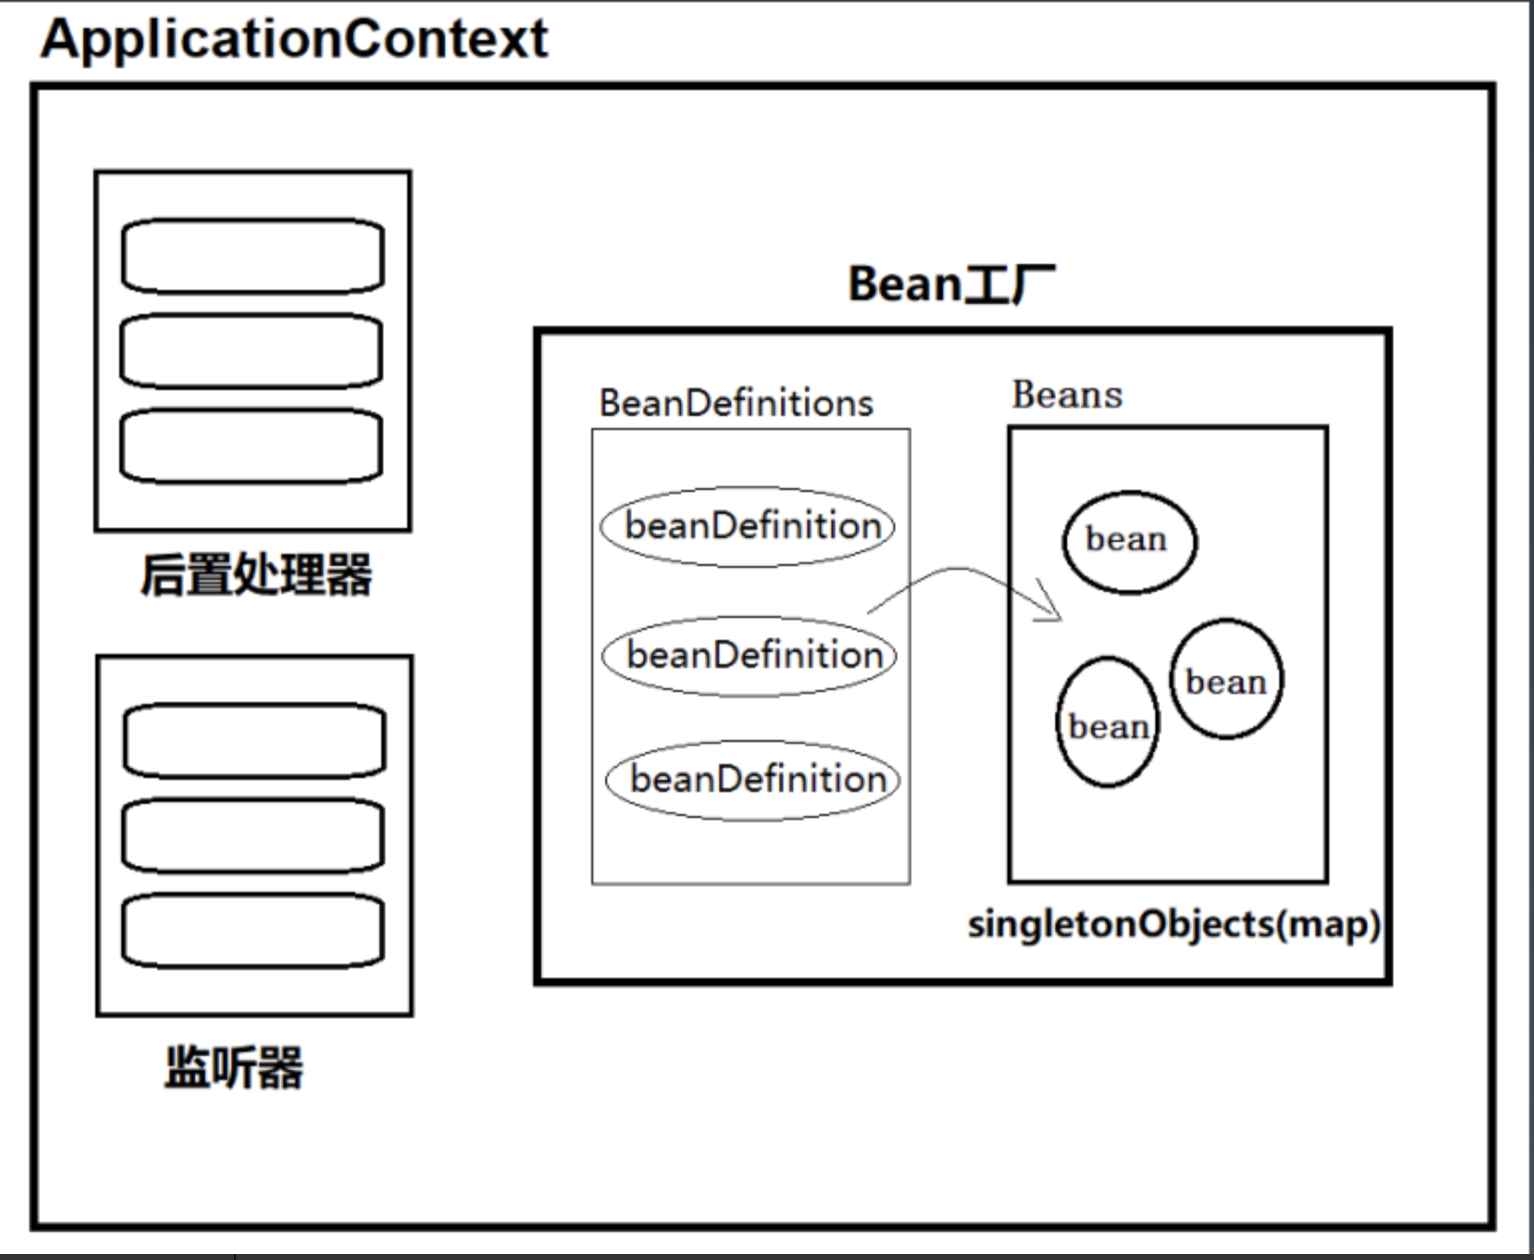 ApplicationContext
后置处理器
监听器
Bean工厂
BeanDefinitions
beanDefinition
beanDefinition
beanDefinition
Beans
bean
bean
bean
singletonObjects(map)